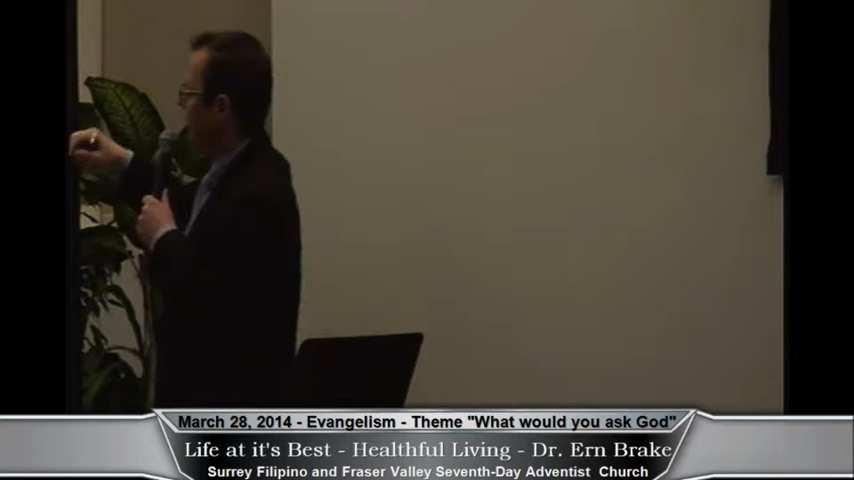 March 28, 2014 - Evangelism - Theme "What would you ask God"
Life at it's Best - Healthful Living - Dr. Ern Brake
Surrey Filipino and Fraser Valley Seventh-Day Adventist Church